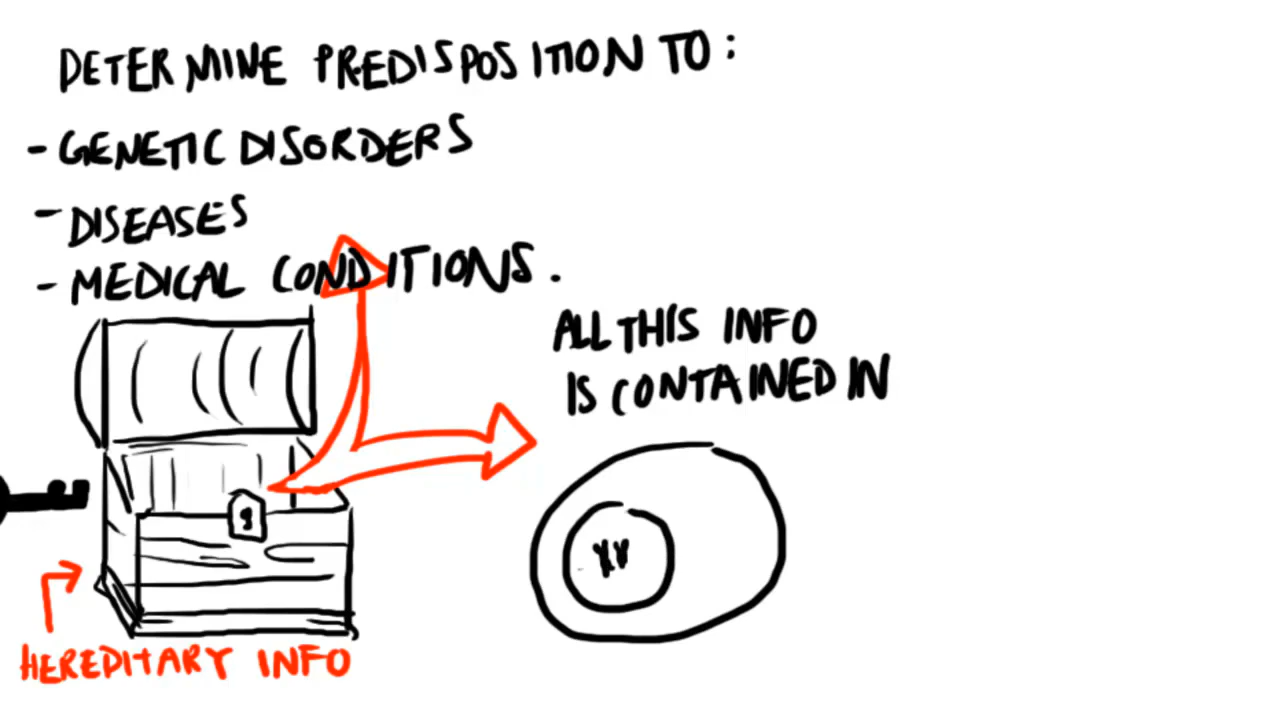 DETERMINE PREDISPOSITION TO:
- GENETIC DISORDERS
- DISEASES
- MEDICAL CONDITIONS.
ALL THIS INFO
IS CONTAINED IN
HEREDITARY INFO